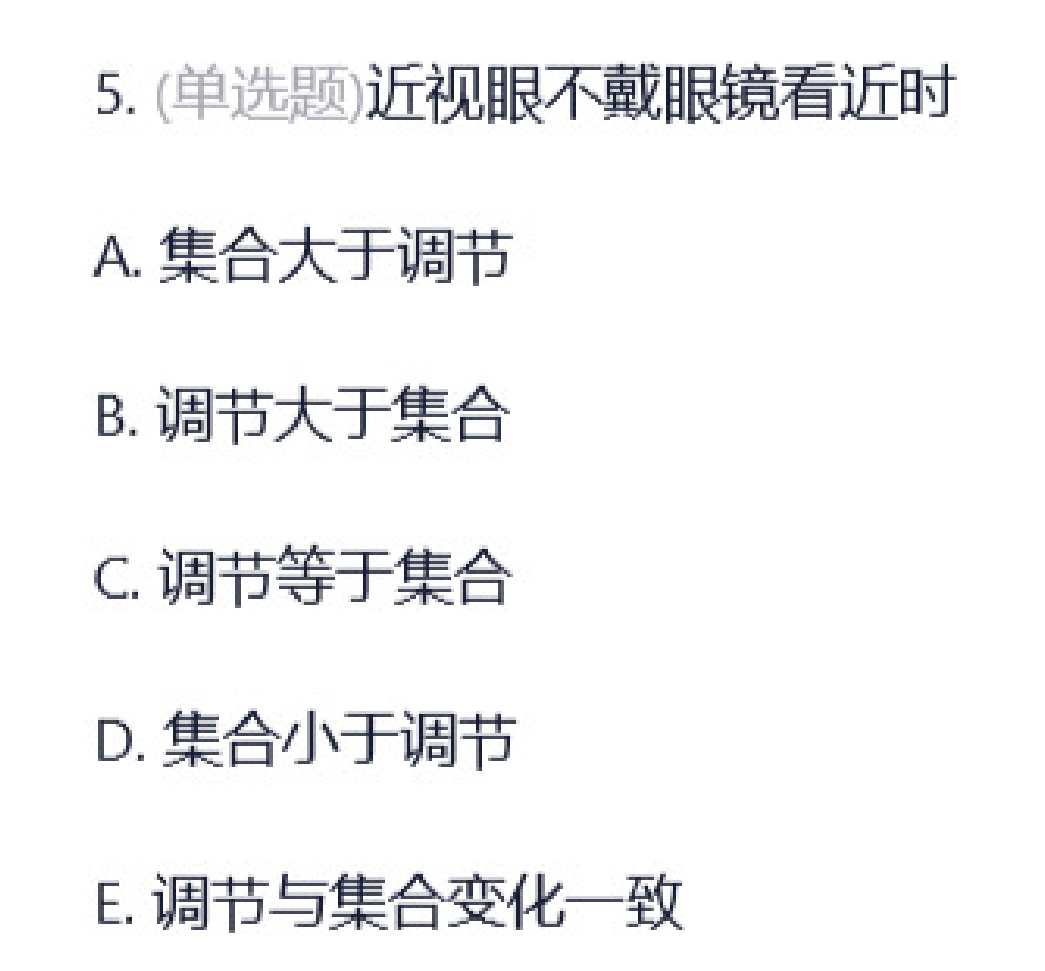 5. (单选题)近视眼不戴眼镜看近时
A. 集合大于调节
B. 调节大于集合
C. 调节等于集合
D. 集合小于调节
E. 调节与集合变化一致